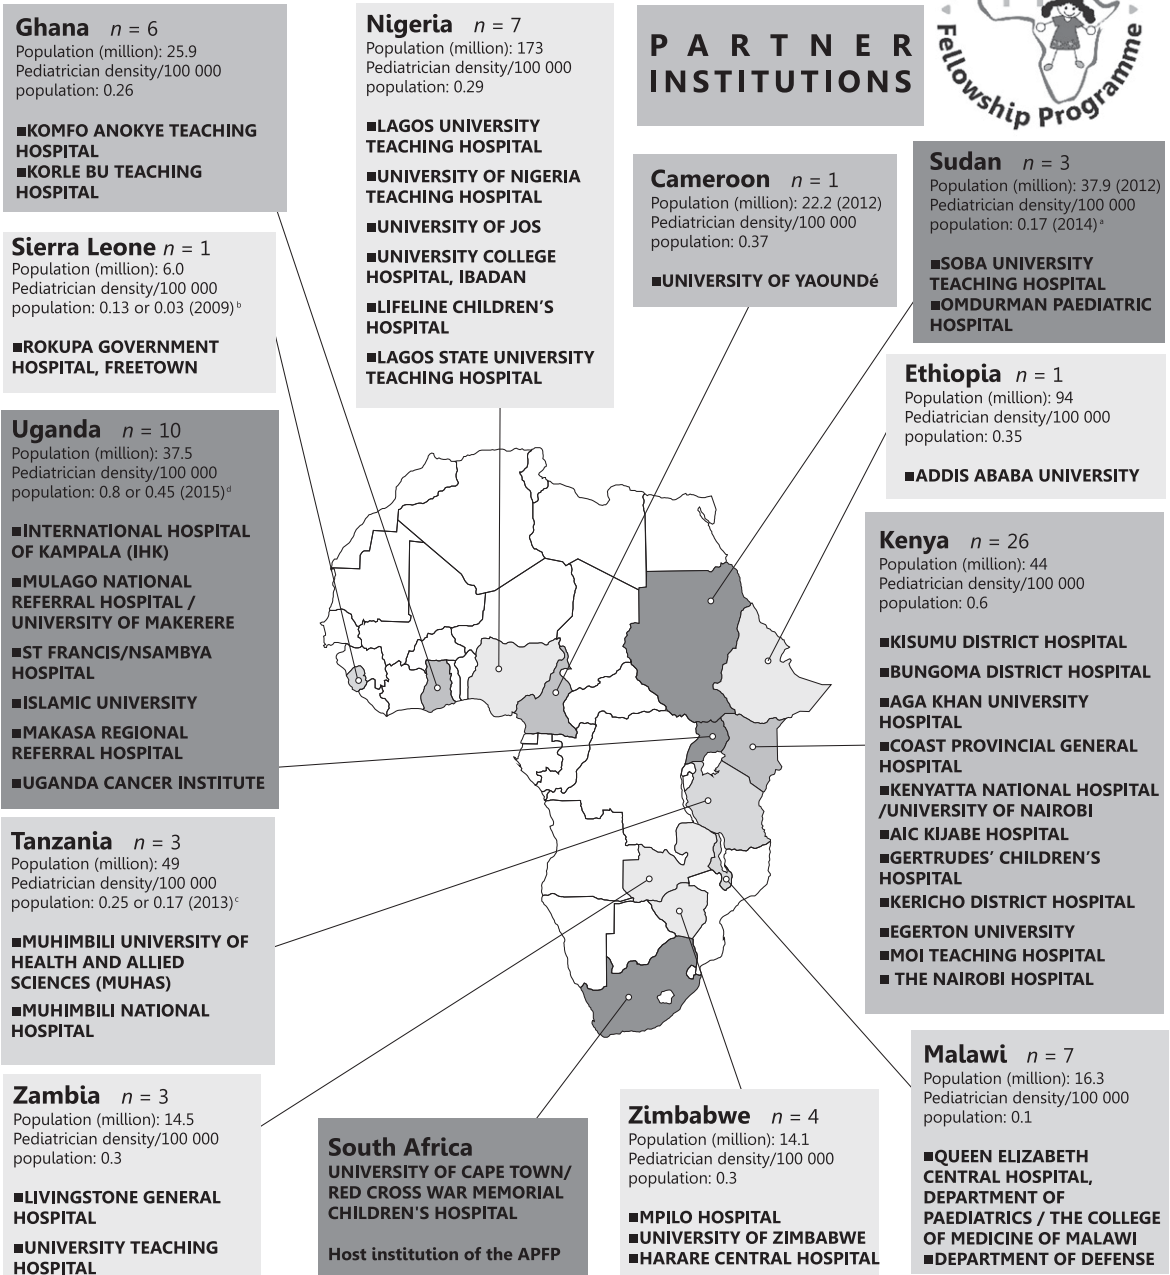 Ghana n = 6
Population (million): 25.9
Pediatrician density/100 000
population: 0.26
■KOMFO ANOKYE TEACHING
HOSPITAL
■KORLE BU TEACHING
HOSPITAL
Nigeria n = 7
Population (million): 173
Pediatrician density/100 000
population: 0.29
■LAGOS UNIVERSITY
TEACHING HOSPITAL
■UNIVERSITY OF NIGERIA
TEACHING HOSPITAL
■UNIVERSITY OF JOS
■UNIVERSITY COLLEGE
HOSPITAL, IBADAN
■LIFELINE CHILDREN'S
HOSPITAL
■LAGOS STATE UNIVERSITY
TEACHING HOSPITAL
PARTNER
INSTITUTIONS
Fellowship Programme
Cameroon n = 1
Population (million): 22.2 (2012)
Pediatrician density/100 000
population: 0.37
■UNIVERSITY OF YAOUNDé
Sudan n = 3
Population (million): 37.9 (2012)
Pediatrician density/100 000
population: 0.17 (2014)ᵃ
■SOBA UNIVERSITY
TEACHING HOSPITAL
■OMDURMAN PAEDIATRIC
HOSPITAL
Sierra Leone n = 1
Population (million): 6.0
Pediatrician density/100 000
population: 0.13 or 0.03 (2009)ᵇ
■ROKUPA GOVERNMENT
HOSPITAL, FREETOWN
Ethiopia n = 1
Population (million): 94
Pediatrician density/100 000
population: 0.35
■ADDIS ABABA UNIVERSITY
Uganda n = 10
Population (million): 37.5
Pediatrician density/100 000
population: 0.8 or 0.45 (2015)ᵈ
■INTERNATIONAL HOSPITAL
OF KAMPALA (IHK)
■MULAGO NATIONAL
REFERRAL HOSPITAL /
UNIVERSITY OF MAKERERE
■ST FRANCIS/NSAMBYA
HOSPITAL
■ISLAMIC UNIVERSITY
■MAKASA REGIONAL
REFERRAL HOSPITAL
■UGANDA CANCER INSTITUTE
Kenya n = 26
Population (million): 44
Pediatrician density/100 000
population: 0.6
■KISUMU DISTRICT HOSPITAL
■BUNGOMA DISTRICT HOSPITAL
■AGA KHAN UNIVERSITY
HOSPITAL
■COAST PROVINCIAL GENERAL
HOSPITAL
■KENYATTA NATIONAL HOSPITAL
/UNIVERSITY OF NAIROBI
■AIC KIJABE HOSPITAL
■GERTRUDES' CHILDREN'S
HOSPITAL
■KERICHO DISTRICT HOSPITAL
■EGERTON UNIVERSITY
■MOI TEACHING HOSPITAL
■ THE NAIROBI HOSPITAL
Tanzania n = 3
Population (million): 49
Pediatrician density/100 000
population: 0.25 or 0.17 (2013)ᶜ
■MUHIMBILI UNIVERSITY OF
HEALTH AND ALLIED
SCIENCES (MUHAS)
■MUHIMBILI NATIONAL
HOSPITAL
Zambia n = 3
Population (million): 14.5
Pediatrician density/100 000
population: 0.3
■LIVINGSTONE GENERAL
HOSPITAL
■UNIVERSITY TEACHING
HOSPITAL
South Africa
UNIVERSITY OF CAPE TOWN/
RED CROSS WAR MEMORIAL
CHILDREN'S HOSPITAL
Host institution of the APFP
Zimbabwe n = 4
Population (million): 14.1
Pediatrician density/100 000
population: 0.3
■MPILO HOSPITAL
■UNIVERSITY OF ZIMBABWE
■HARARE CENTRAL HOSPITAL
Malawi n = 7
Population (million): 16.3
Pediatrician density/100 000
population: 0.1
■QUEEN ELIZABETH
CENTRAL HOSPITAL,
DEPARTMENT OF
PAEDIATRICS / THE COLLEGE
OF MEDICINE OF MALAWI
■DEPARTMENT OF DEFENSE